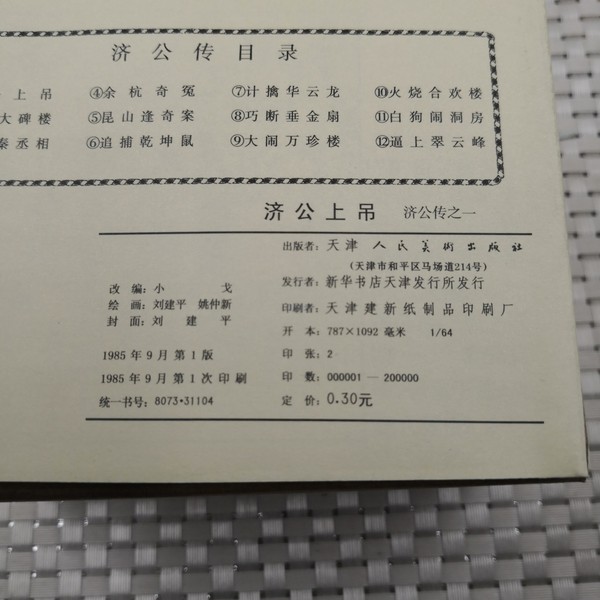 济公传目录
上吊 ④余杭奇冤 ⑦计擒华云龙 ⑩火烧合欢楼
大碑楼 ⑤昆山逢奇案 ⑧巧断垂金扇 ⑪白狗闹洞房
秦丞相 ⑥追捕乾坤鼠 ⑨大闹万珍楼 ⑫逼上翠云峰
济公上吊 济公传之一
改编：小戈
绘画：刘建平 姚仲新
封面：刘建平
1985年9月第1版
1985年9月第1次印刷
统一书号：8073·31104
出版者：天津人民美術出版社
（天津市和平区马场道214号）
发行者：新华书店天津发行所发行
印刷者：天津建新纸制品印刷厂
开本：787×1092毫米 1/64
印张：2
印数：000001—200000
定价：0.30元